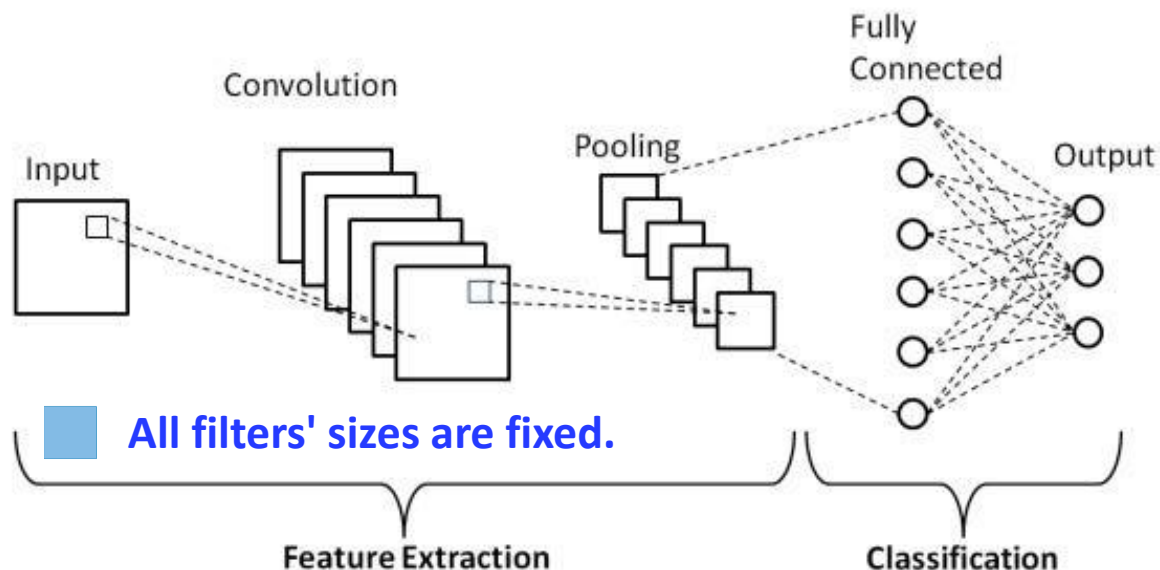 Fully
Connected
Convolution
Pooling
Output
Input
All filters' sizes are fixed.
Feature Extraction
Classification